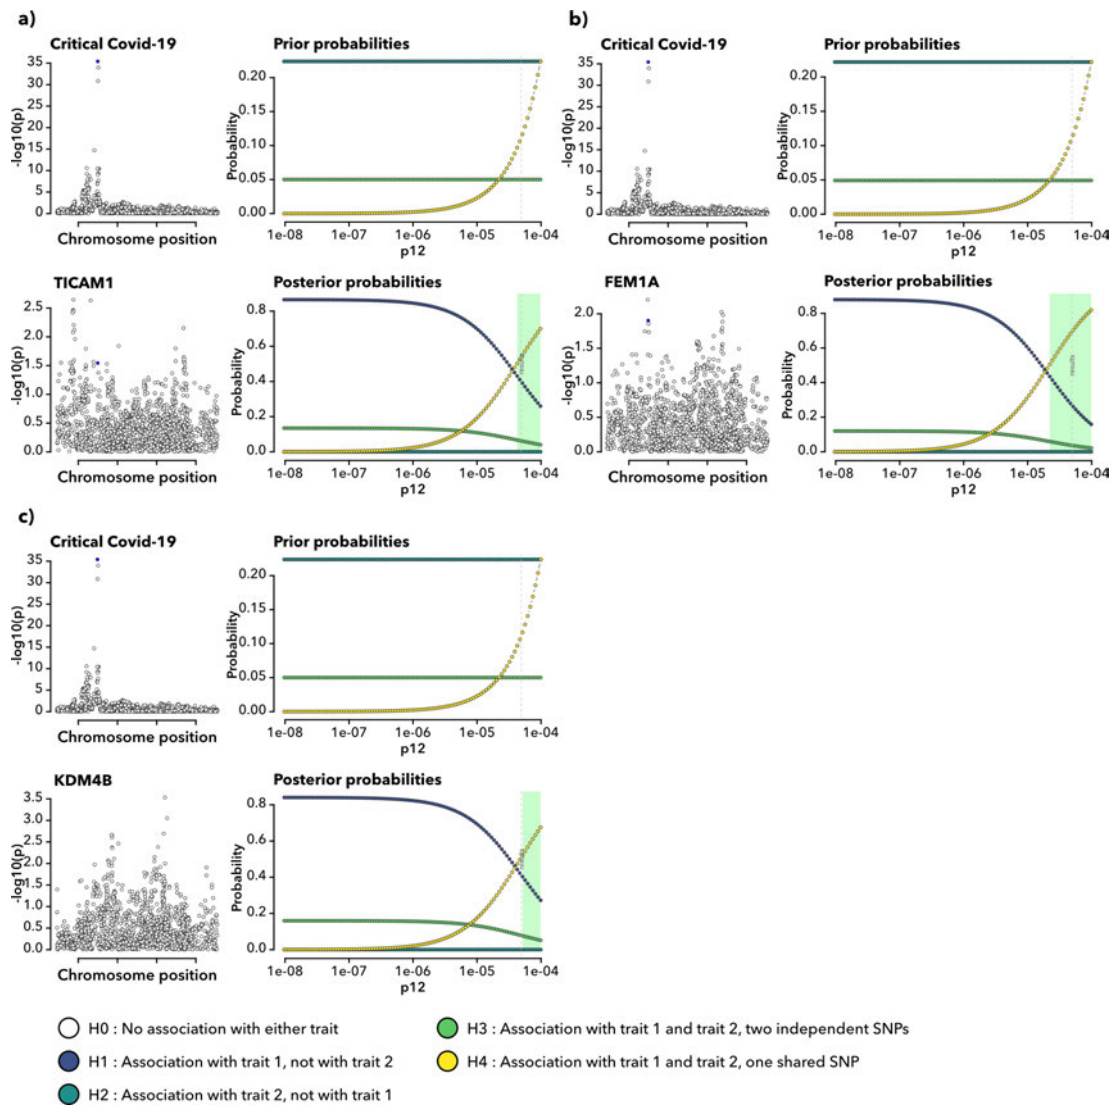 a)
Critical Covid-19
Prior probabilities
-log10(p)
35
30
25
20
15
10
5
0
Chromosome position
Probability
0.20
0.15
0.10
0.05
0.00
1e-08 1e-07 1e-06 1e-05 1e-04
p12
TICAM1
Posterior probabilities
-log10(p)
2.5
2.0
1.5
1.0
0.5
0.0
Chromosome position
Probability
0.8
0.6
0.4
0.2
0.0
1e-08 1e-07 1e-06 1e-05 1e-04
p12
b)
Critical Covid-19
Prior probabilities
-log10(p)
35
30
25
20
15
10
5
0
Chromosome position
Probability
0.20
0.15
0.10
0.05
0.00
1e-08 1e-07 1e-06 1e-05 1e-04
p12
FEM1A
Posterior probabilities
-log10(p)
2.0
1.5
1.0
0.5
0.0
Chromosome position
Probability
0.8
0.6
0.4
0.2
0.0
1e-08 1e-07 1e-06 1e-05 1e-04
p12
c)
Critical Covid-19
Prior probabilities
-log10(p)
35
30
25
20
15
10
5
0
Chromosome position
Probability
0.20
0.15
0.10
0.05
0.00
1e-08 1e-07 1e-06 1e-05 1e-04
p12
KDM4B
Posterior probabilities
-log10(p)
3.5
3.0
2.5
2.0
1.5
1.0
0.5
0.0
Chromosome position
Probability
0.8
0.6
0.4
0.2
0.0
1e-08 1e-07 1e-06 1e-05 1e-04
p12
H0 : No association with either trait
H1 : Association with trait 1, not with trait 2
H2 : Association with trait 2, not with trait 1
H3 : Association with trait 1 and trait 2, two independent SNPs
H4 : Association with trait 1 and trait 2, one shared SNP